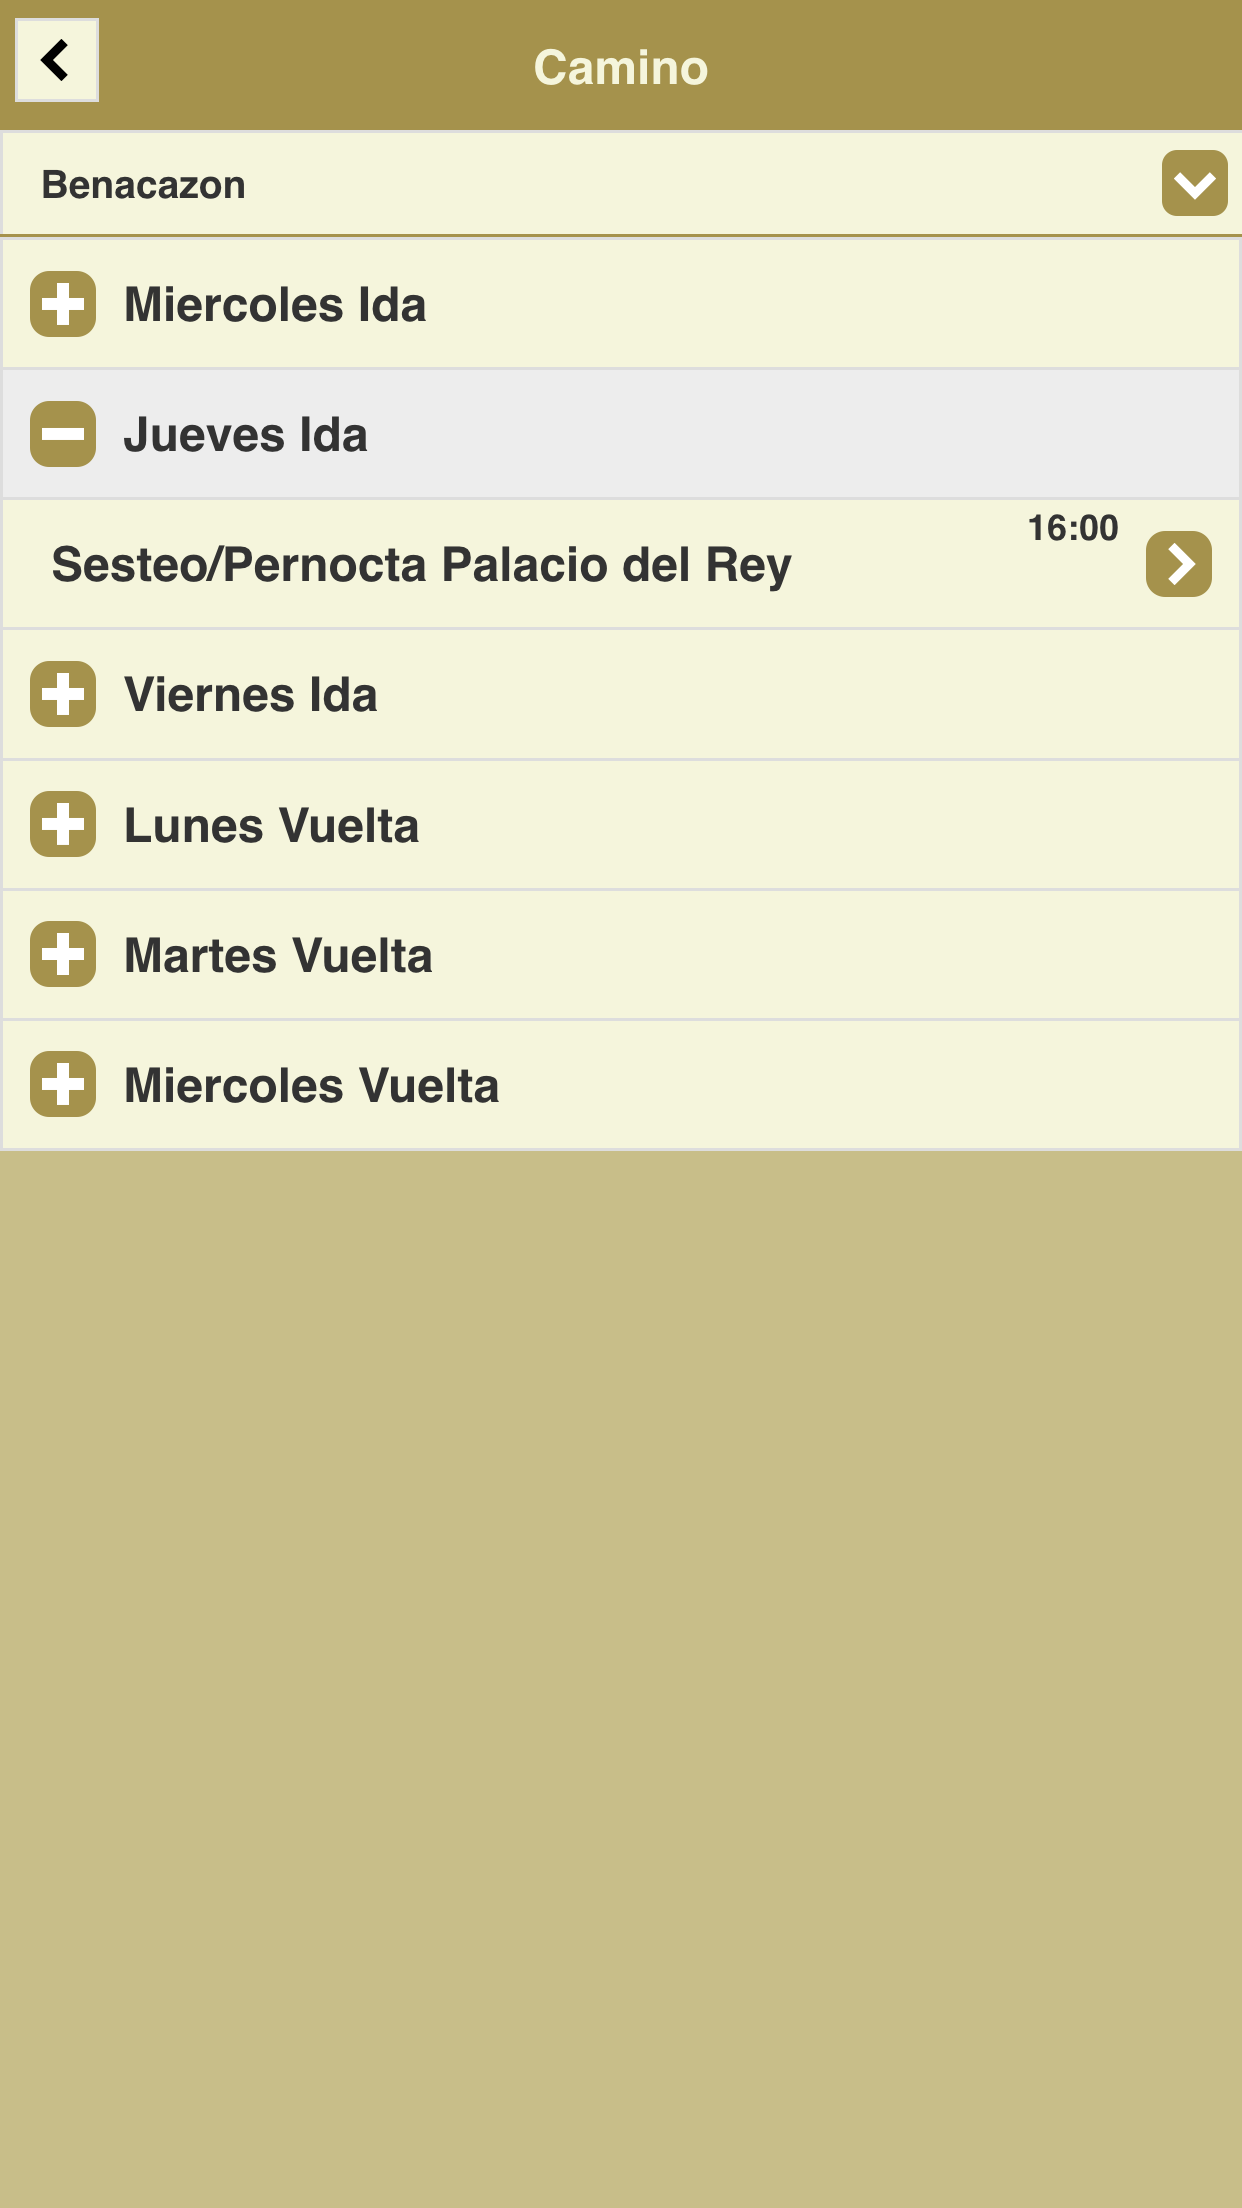 Camino
Benacazon
Miercoles Ida
Jueves Ida
16:00
Sesteo/Pernocta Palacio del Rey
Viernes Ida
Lunes Vuelta
Martes Vuelta
Miercoles Vuelta